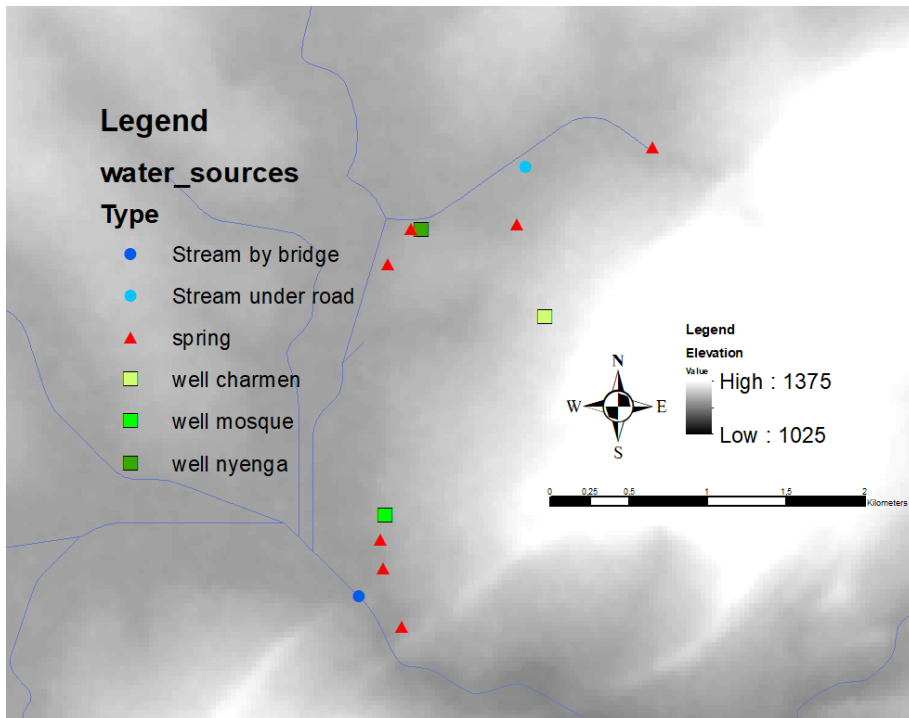 Legend
water_sources
Type
Stream by bridge
Stream under road
spring
well charmen
well mosque
well nyenga
Legend
Elevation
Value
High : 1375
Low : 1025
N
W E
S
0 0,25 0,5 1 1,5 2
Kilometers